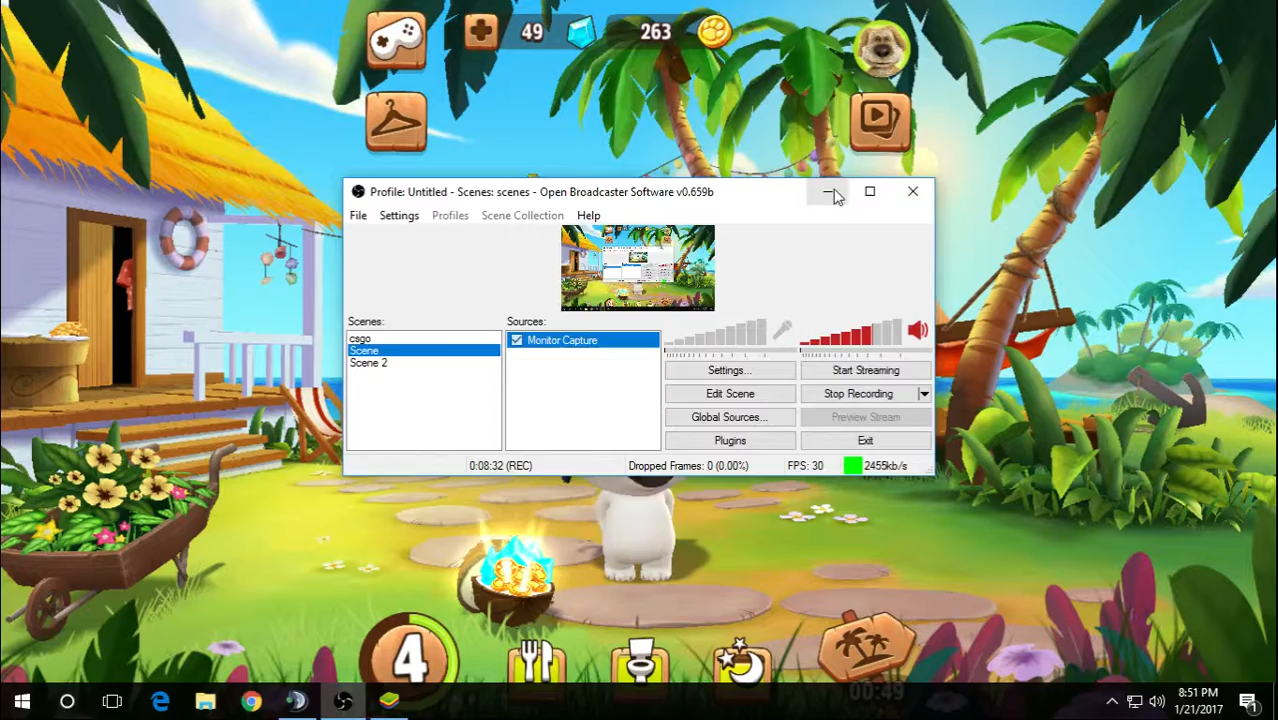 49
263
Profile: Untitled - Scenes: scenes - Open Broadcaster Software v0.659b
File Settings Profiles Scene Collection Help
Scenes:
Sources:
csgo
Scene
Scene 2
Monitor Capture
Settings...
Start Streaming
Edit Scene
Stop Recording
Global Sources...
Preview Stream
Plugins
Exit
0:08:32 (REC)
Dropped Frames: 0 (0.00%)
FPS: 30
2455kb/s
4
00:49
8:51 PM
1/21/2017
1